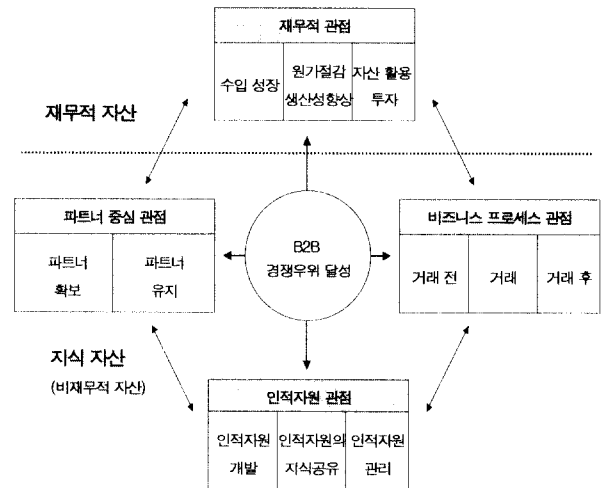 재무적 관점
수입 성장
원가절감
생산성향상
자산 활용
투자
재무적 자산
파트너 중심 관점
파트너
확보
파트너
유지
B2B
경쟁우위 달성
비즈니스 프로세스 관점
거래 전
거래
거래 후
지식 자산
(비재무적 자산)
인적자원 관점
인적자원
개발
인적자원의
지식공유
인적자원
관리